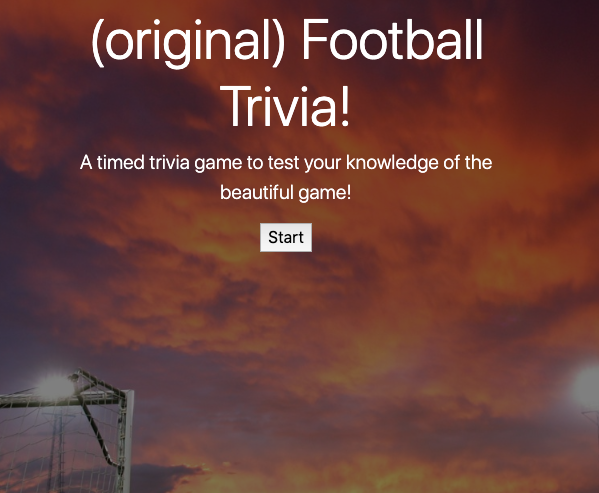 (original) Football
Trivia!
A timed trivia game to test your knowledge of the
beautiful game!
Start